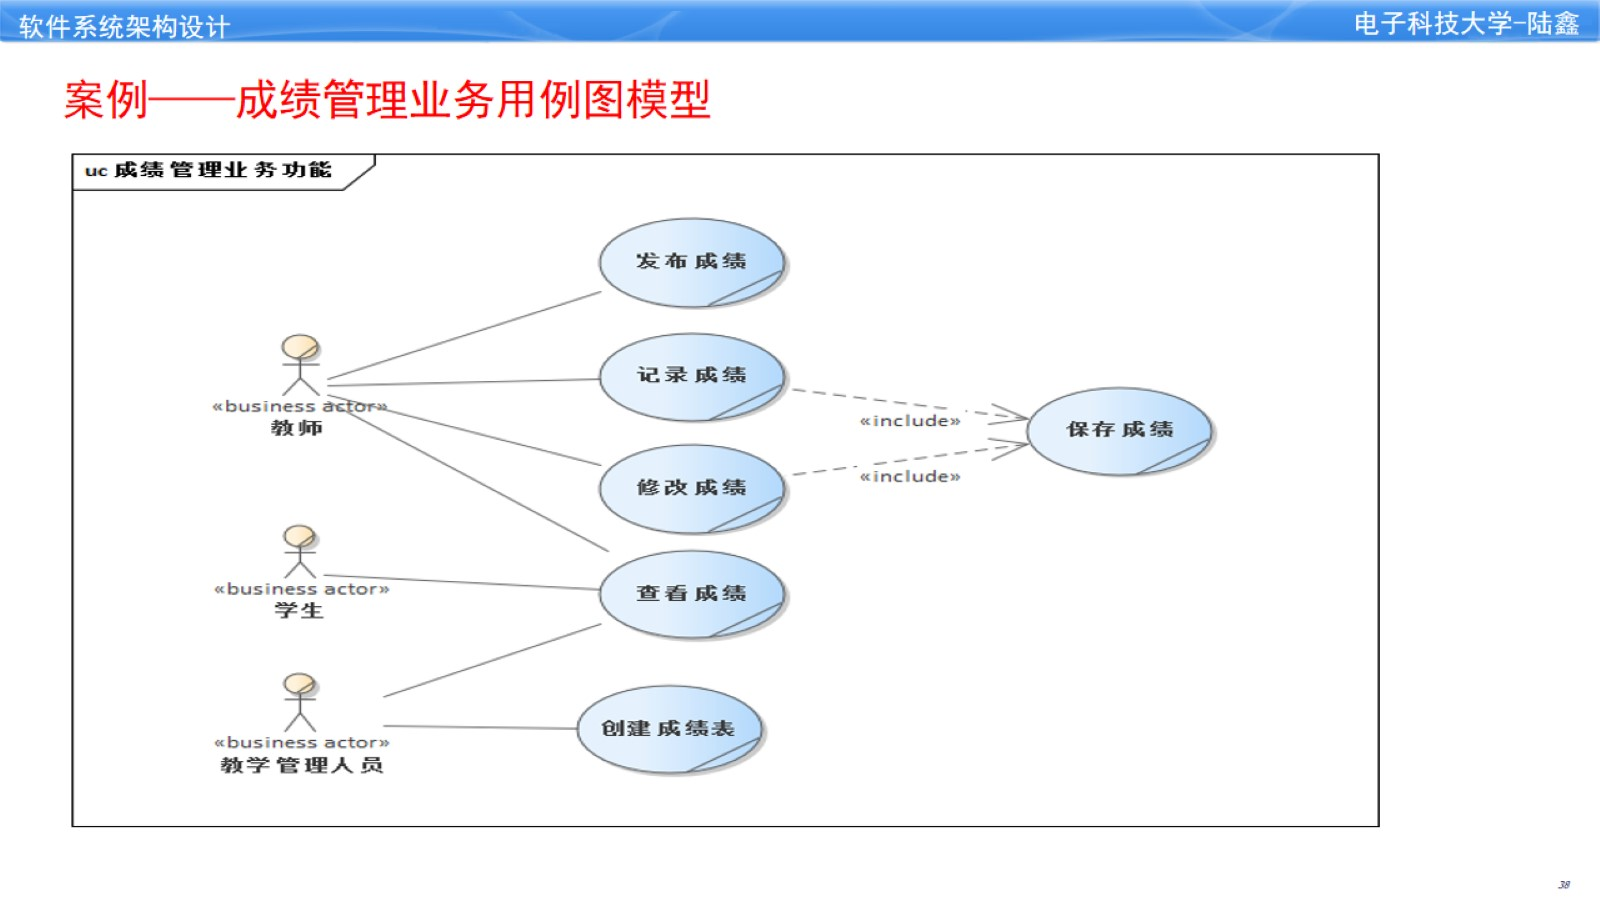 软件系统架构设计
电子科技大学-陆鑫
案例——成绩管理业务用例图模型
uc 成绩管理业务功能
发布成绩
记录成绩
«include»
保存成绩
«business actor»
教师
修改成绩
«include»
查看成绩
«business actor»
学生
创建成绩表
«business actor»
教学管理人员
38